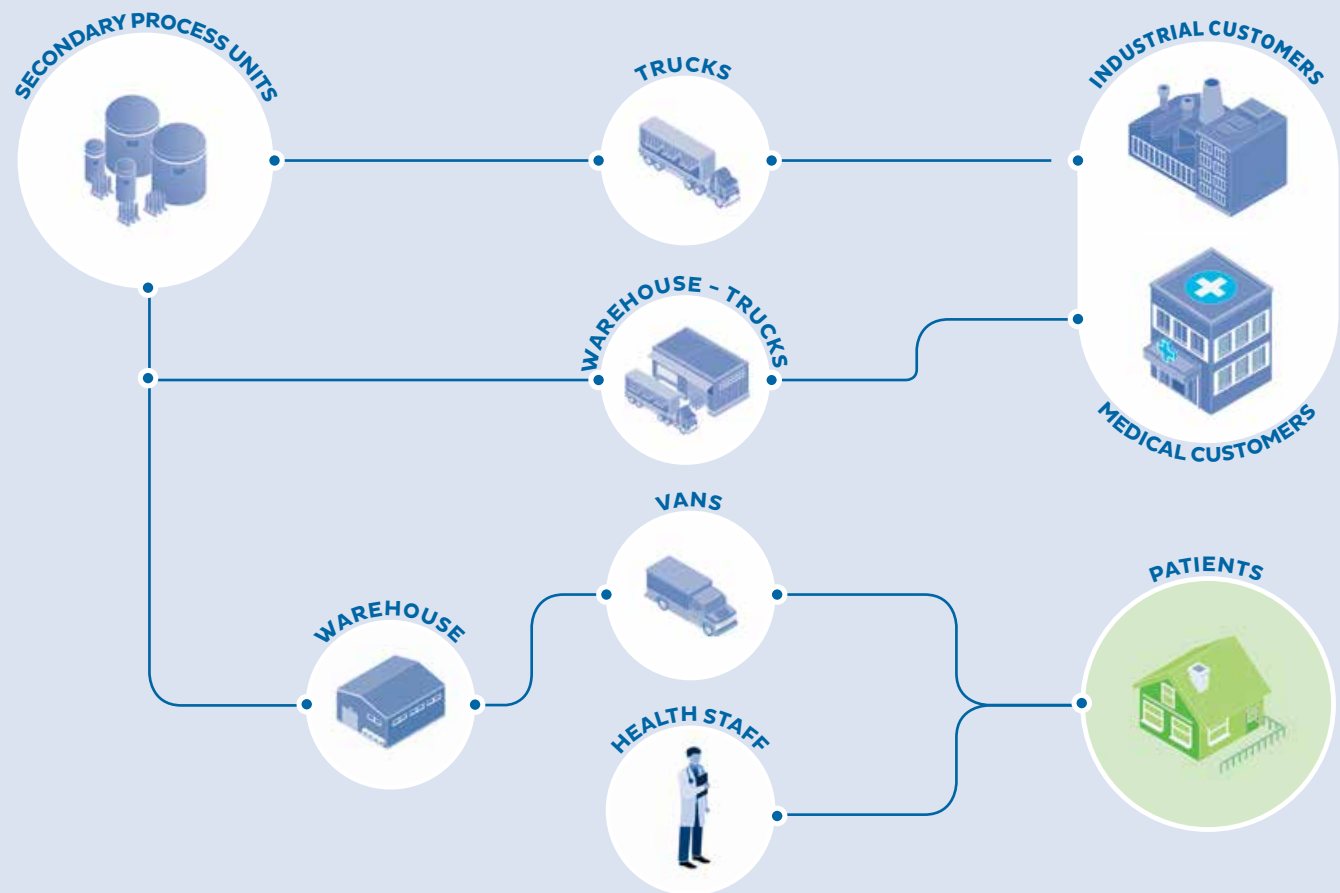 SECONDARY PROCESS UNITS
TRUCKS
INDUSTRIAL CUSTOMERS
WAREHOUSE – TRUCKS
MEDICAL CUSTOMERS
VANS
PATIENTS
WAREHOUSE
HEALTH STAFF